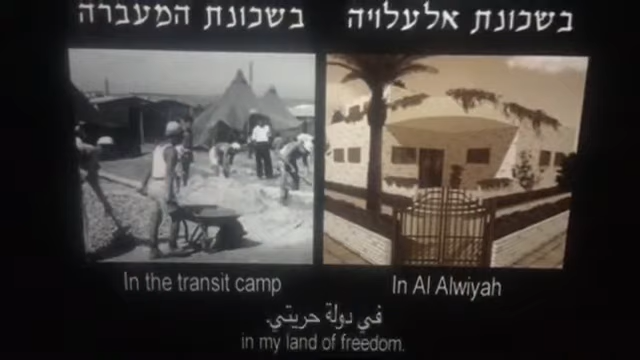 בשכונת המעברה
בשכונת אלעלויה
In the transit camp
In Al Alwiyah
في دولة حريتي.
in my land of freedom.